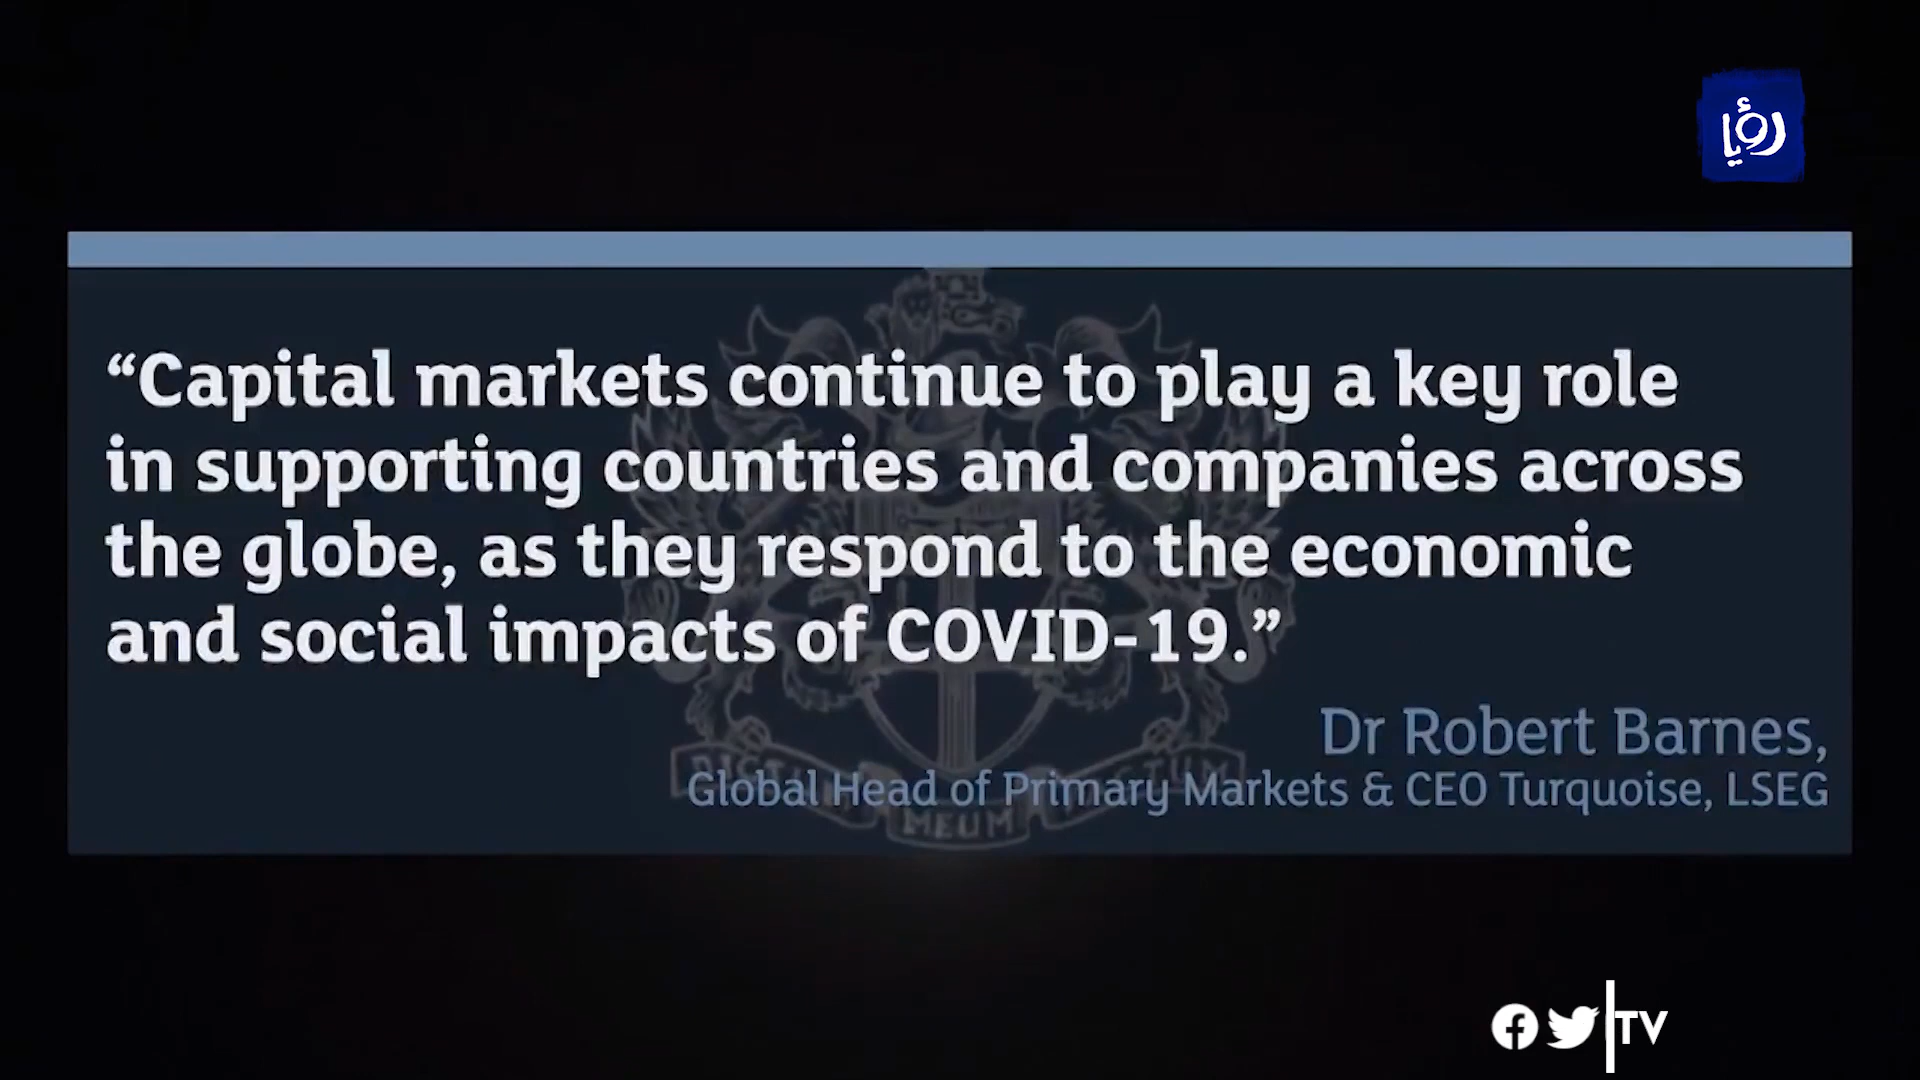 رؤيا
“Capital markets continue to play a key role
in supporting countries and companies across
the globe, as they respond to the economic
and social impacts of COVID-19.”
Dr Robert Barnes,
Global Head of Primary Markets & CEO Turquoise, LSEG
MEUM
TV